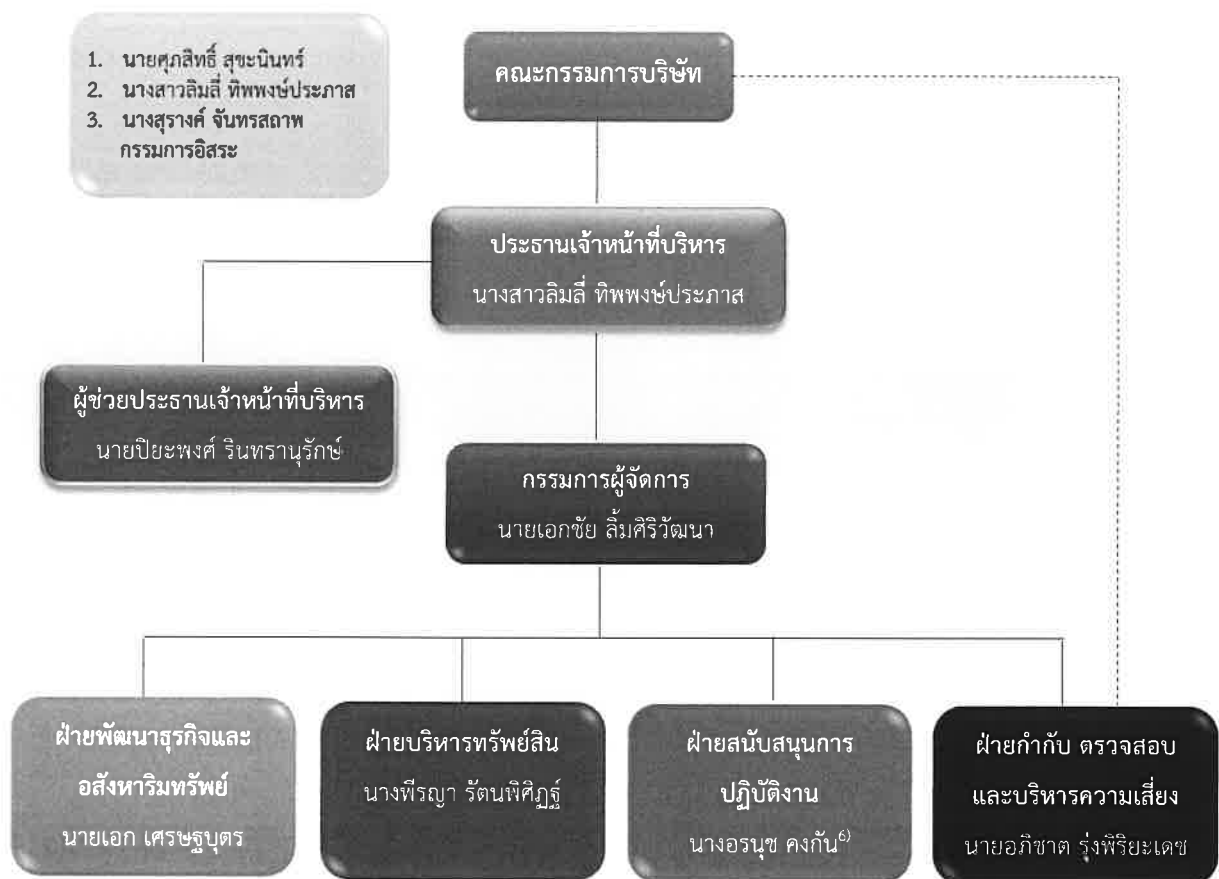 1. นายศุภสิทธิ์ สุขะนินทร์
2. นางสาวลิมลี่ ทิพพงษ์ประภาส
3. นางสุรางค์ จันทรสถาพ
กรรมการอิสระ
คณะกรรมการบริษัท
ประธานเจ้าหน้าที่บริหาร
นางสาวลิมลี่ ทิพพงษ์ประภาส
ผู้ช่วยประธานเจ้าหน้าที่บริหาร
นายปิยะพงศ์ รินทรานุรักษ์
กรรมการผู้จัดการ
นายเอกชัย ลิ้มศิริวัฒนา
ฝ่ายพัฒนาธุรกิจและ
อสังหาริมทรัพย์
นายเอก เศรษฐบุตร
ฝ่ายบริหารทรัพย์สิน
นางพีรญา รัตนพิศิฏฐ์
ฝ่ายสนับสนุนการ
ปฏิบัติงาน
นางอรนุช คงกัน⁶⁾
ฝ่ายกำกับ ตรวจสอบ
และบริหารความเสี่ยง
นายอภิชาต รุ่งพิริยะเดช